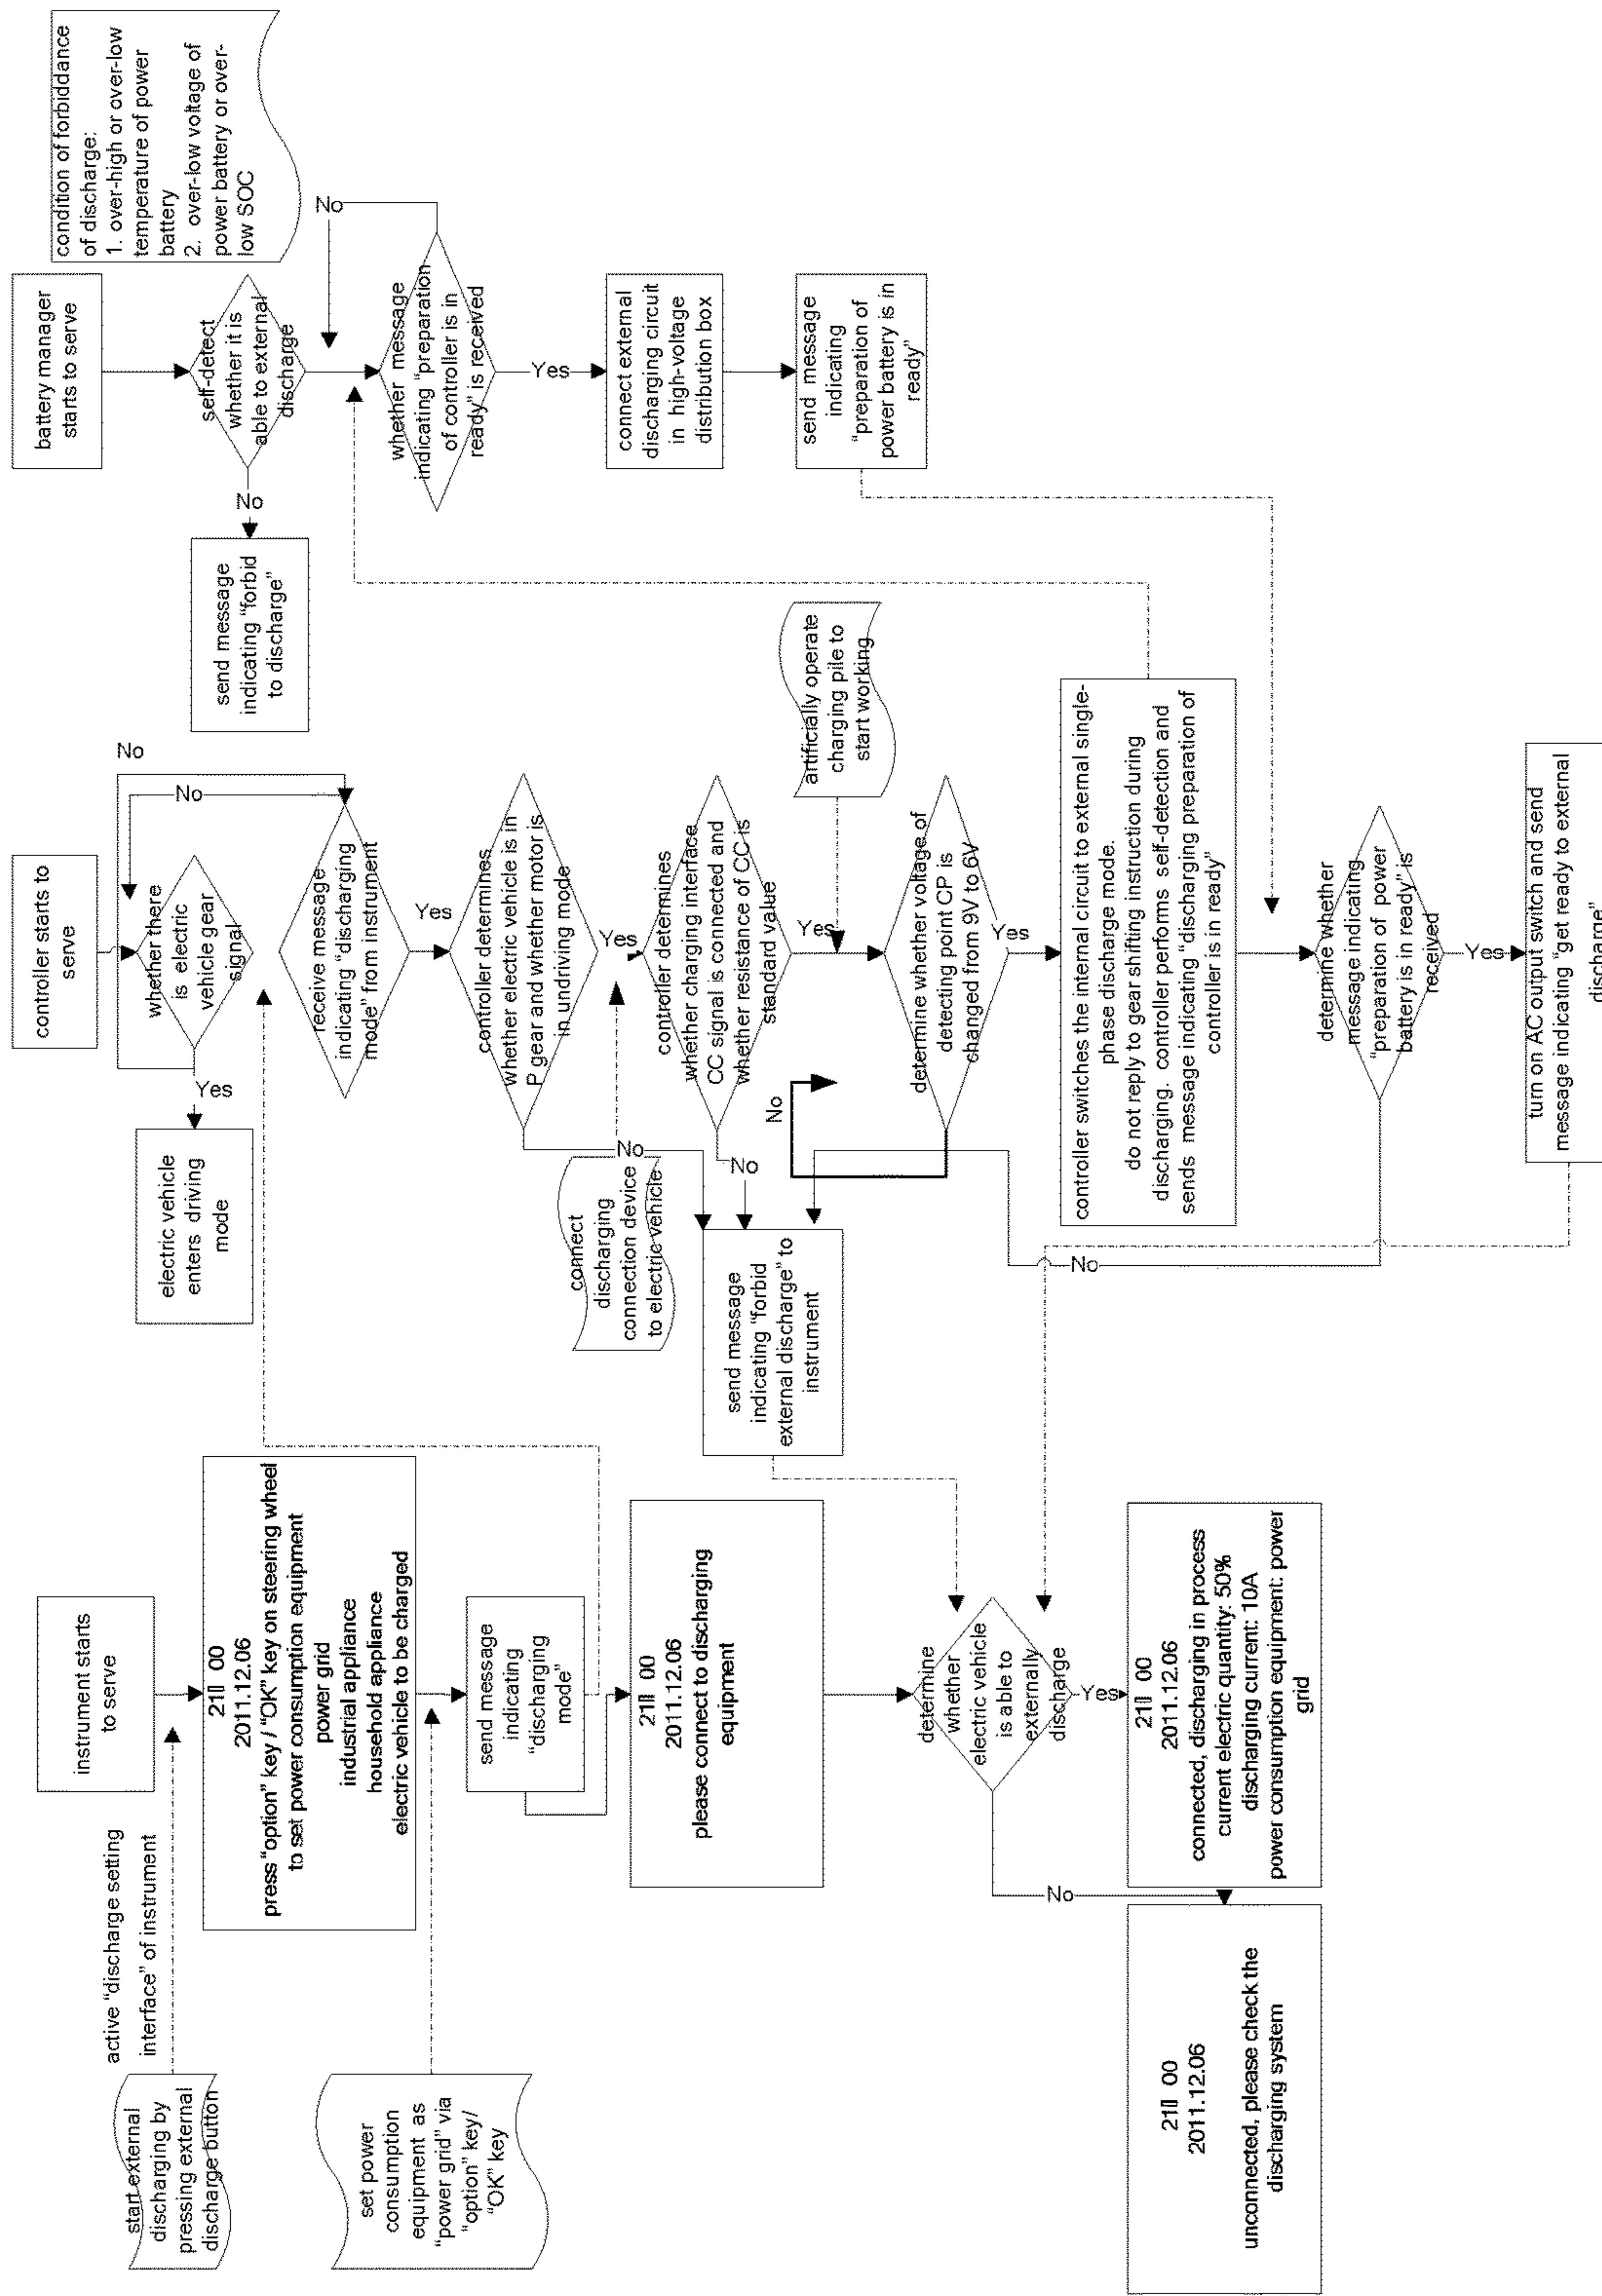 start external
discharging by
pressing external
discharge button
active “discharge setting
interface” of instrument
set power
consumption
equipment as
“power grid” via
“option” key/
“OK” key
instrument starts
to serve
21▯ 00
2011.12.06
press “option” key / “OK” key on steering wheel
to set power consumption equipment
power grid
industrial appliance
household appliance
electric vehicle to be charged
send message
indicating
“discharging
mode”
21▯ 00
2011.12.06
please connect to discharging
equipment
determine
whether
electric vehicle
is able to
externally
discharge
No
Yes
21▯ 00
2011.12.06
unconnected, please check the
discharging system
21▯ 00
2011.12.06
connected, discharging in process
current electric quantity: 50%
discharging current: 10A
power consumption equipment: power
grid
controller starts to
serve
whether there
is electric
vehicle gear
signal
No
No
Yes
electric vehicle
enters driving
mode
receive message
indicating “discharging
mode” from instrument
Yes
controller determines
whether electric vehicle is in
P gear and whether motor is
in undriving mode
No
Yes
connect
discharging
connection device
to electric vehicle
controller determines
whether charging interface
CC signal is connected and
whether resistance of CC is
standard value
No
Yes
send message
indicating “forbid
external discharge” to
instrument
artificially operate
charging pile to
start working
determine whether voltage of
detecting point CP is
changed from 9V to 6V
No
Yes
controller switches the internal circuit to external single-
phase discharge mode.
do not reply to gear shifting instruction during
discharging. controller performs self-detection and
sends message indicating “discharging preparation of
controller is in ready”
determine whether
message indicating
“preparation of power
battery is in ready” is
received
No
Yes
turn on AC output switch and send
message indicating “get ready to external
discharge”
battery manager
starts to serve
self-detect
whether it is
able to external
discharge
No
send message
indicating “forbid
to discharge”
condition of forbiddance
of discharge:
1. over-high or over-low
temperature of power
battery
2. over-low voltage of
power battery or over-
low SOC
whether message
indicating “preparation
of controller is in
ready” is received
No
Yes
connect external
discharging circuit
in high-voltage
distribution box
send message
indicating
“preparation of
power battery is in
ready”